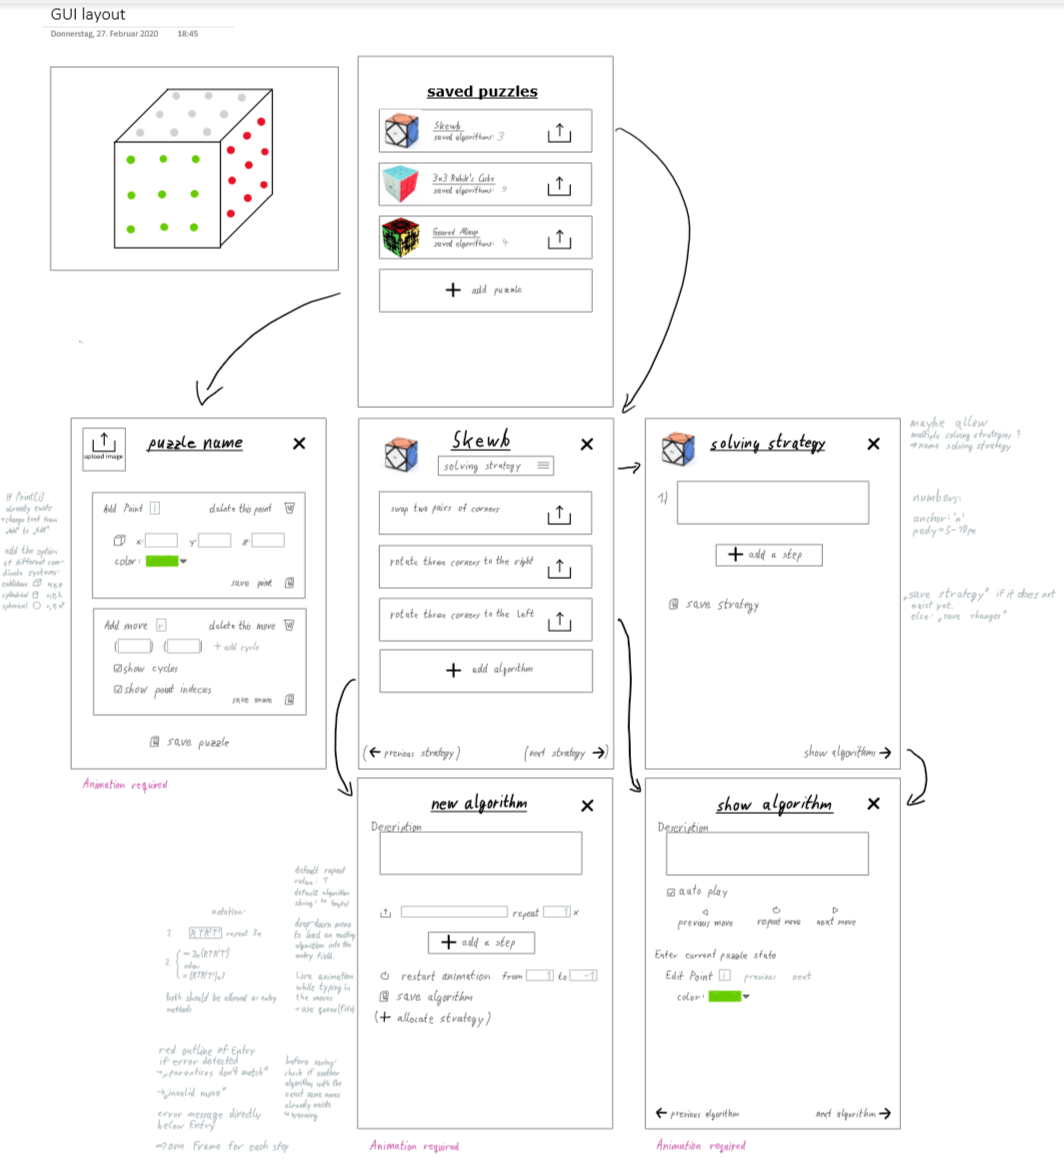 GUI layout
Donnerstag, 27. Februar 2020 18:45
saved puzzles
Skewb
saved algorithms: 3
3x3 Rubik's Cube
saved algorithms: 9
Geared Mixup
saved algorithms: 4
+ add puzzle
upload image
puzzle name
If Point[i]
already exists
change text from
"Add" to "Edit"
add the option
of different coor-
dinate systems:
Add Point i
delete this point
x: y: z:
color:
save point
Add move r
delete this move
( ) ( ) + add cycle
show cycles
show point indeces
save move
save puzzle
Animation required
Skewb
solving strategy
swap two pairs of corners
rotate three corners to the right
rotate three corners to the left
+ add algorithm
(← previous strategy)
(next strategy →)
solving strategy
1)
+ add a step
save strategy
show algorithms →
maybe allow
multiple solving strategies?
⇒ name solving strategy
numbers:
anchor: 'n'
pady = 5-10px
"save strategy" if it does not
exist yet.
else: "save changes"
new algorithm
Description
repeat 1 x
+ add a step
restart animation from 1 to -1
save algorithm
(+ allocate strategy)
Animation required
default repeat
value: 1
default algorithm
string: "" (empty)
drop-down menu
to load an existing
algorithm into the
entry field.
Live animation
while typing in
the moves
→ use queue(fifo)
notation:
1. repeat 3x
2.
both should be allowed as entry
methods
red outline of Entry
if error detected
→ "parentices don't match"
→ "invalid move"
error message directly
below Entry
⇒ one Frame for each step
before saving:
check if another
algorithm with the
exact same moves
already exists
→ warning
show algorithm
Description
auto play
previous move
repeat move
next move
Enter current puzzle state
Edit Point i previous next
color:
← previous algorithm
next algorithm →
Animation required